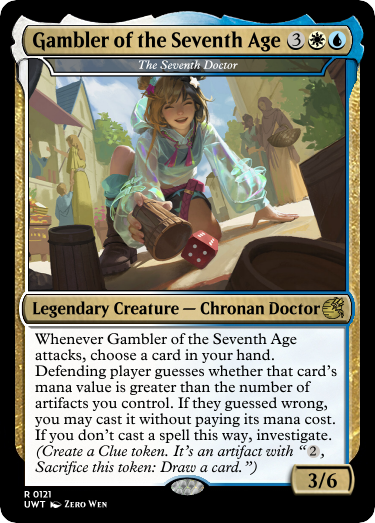 Gambler of the Seventh Age 3
The Seventh Doctor
Legendary Creature — Chronan Doctor
Whenever Gambler of the Seventh Age
attacks, choose a card in your hand.
Defending player guesses whether that card's
mana value is greater than the number of
artifacts you control. If they guessed wrong,
you may cast it without paying its mana cost.
If you don't cast a spell this way, investigate.
(Create a Clue token. It's an artifact with “2,
Sacrifice this token: Draw a card.”)
3/6
R 0121
UWT Zero Wen